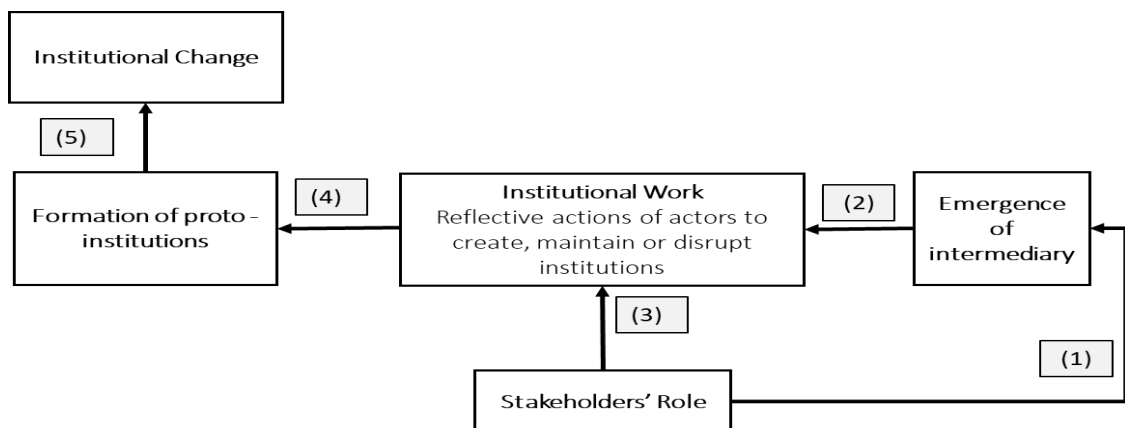 Institutional Change
(5)
Formation of proto -
institutions
(4)
Institutional Work
Reflective actions of actors to
create, maintain or disrupt
institutions
(2)
Emergence
of
intermediary
(3)
(1)
Stakeholders’ Role